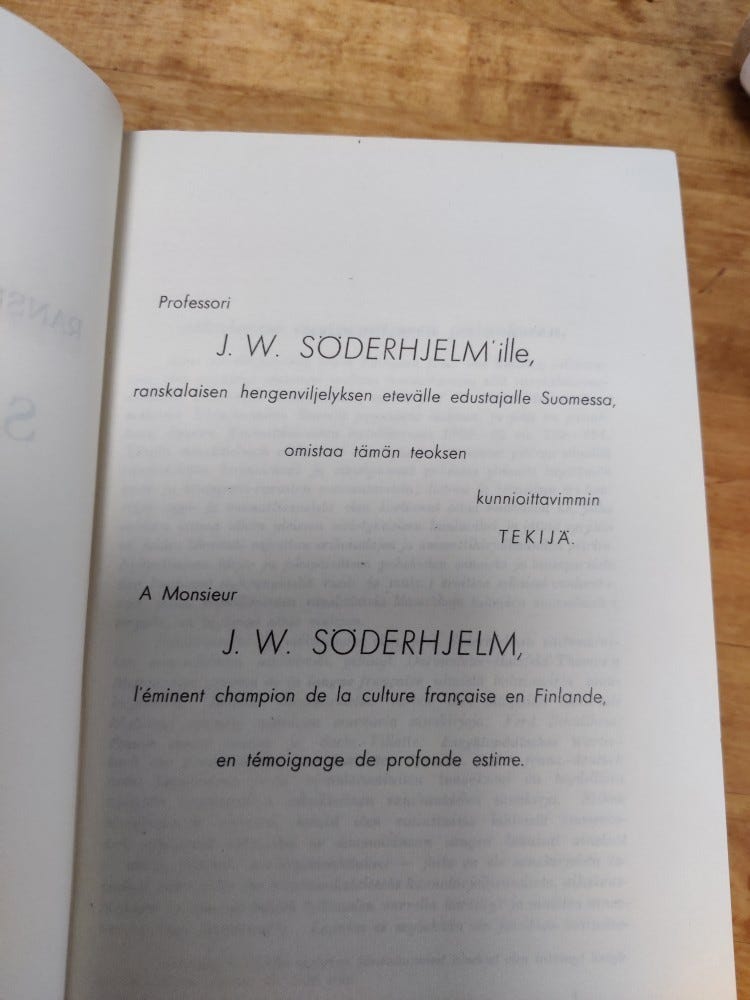 Professori
J. W. SÖDERHJELM'ille,
ranskalaisen hengenviljelyksen etevälle edustajalle Suomessa,
omistaa tämän teoksen
kunnioittavimmin
TEKIJÄ.
A Monsieur
J. W. SÖDERHJELM,
l'éminent champion de la culture française en Finlande,
en témoignage de profonde estime.